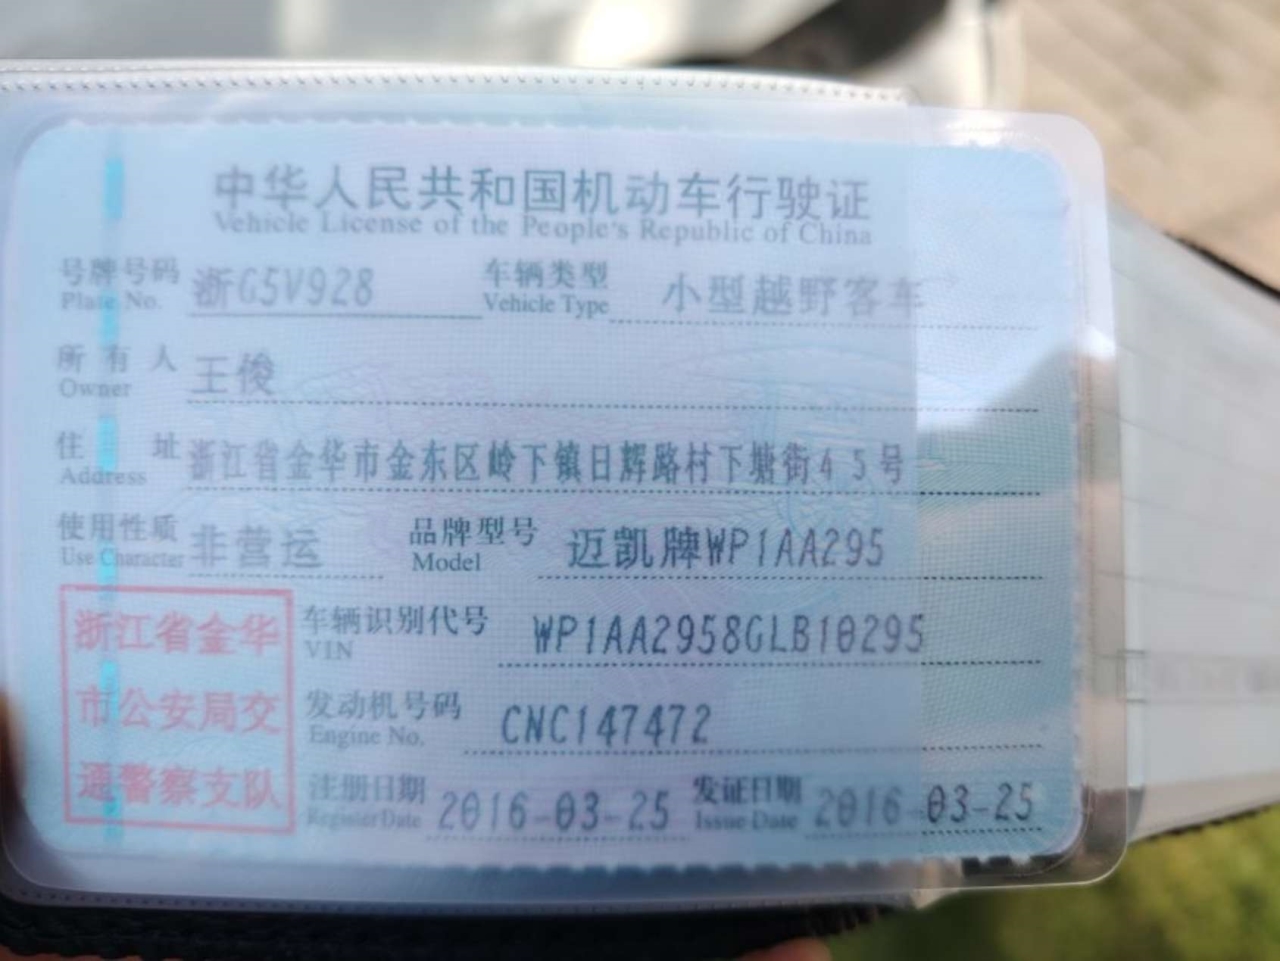 中华人民共和国机动车行驶证
Vehicle License of the People's Republic of China
号牌号码 浙G5V928 车辆类型 小型越野客车
Plate No. Vehicle Type
所有人 王俊
Owner
住址 浙江省金华市金东区岭下镇日辉路村下塘街45号
Address
使用性质 非营运 品牌型号 迈凯牌WP1AA295
Use Character Model
浙江省金华
市公安局交
通警察支队
车辆识别代号 WP1AA2958GLB10295
VIN
发动机号码 CNC147472
Engine No.
注册日期 2016-03-25 发证日期 2016-03-25
Register Date Issue Date